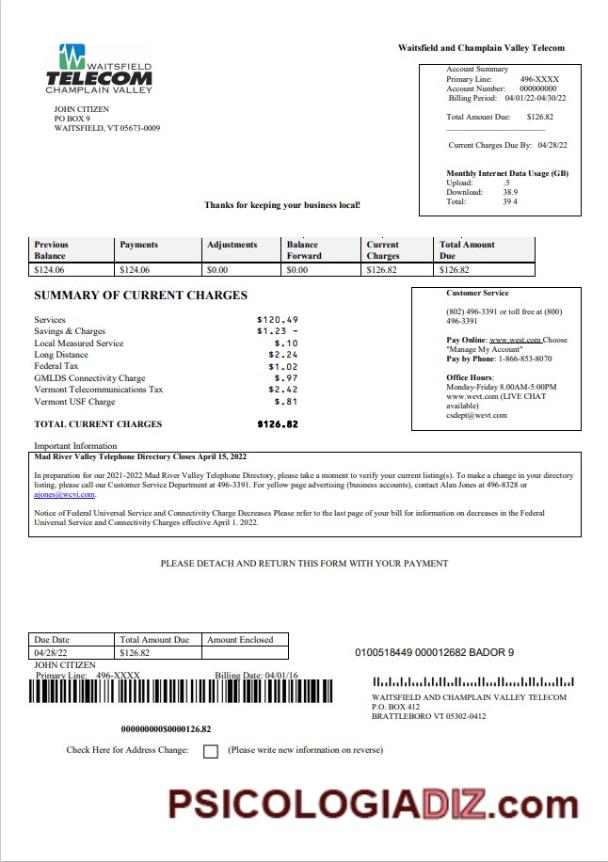 WAITSFIELD
TELECOM
CHAMPLAIN VALLEY
Waitsfield and Champlain Valley Telecom
JOHN CITIZEN
PO BOX 9
WAITSFIELD, VT 05673-0009
Account Summary
Primary Line: 496-XXXX
Account Number: 000000000
Billing Period: 04/01/22-04/30/22
Total Amount Due: $126.82
Current Charges Due By: 04/28/22
Monthly Internet Data Usage (GB)
Upload: .5
Download: 38.9
Total: 39 4
Thanks for keeping your business local!
Previous Balance Payments Adjustments Balance Forward Current Charges Total Amount Due
$124.06 $124.06 $0.00 $0.00 $126.82 $126.82
SUMMARY OF CURRENT CHARGES
Services $120.49
Savings & Charges $1.23 -
Local Measured Service $.10
Long Distance $2.24
Federal Tax $1.02
GMLDS Connectivity Charge $.97
Vermont Telecommunications Tax $2.42
Vermont USF Charge $.81
TOTAL CURRENT CHARGES $126.82
Customer Service
(802) 496-3391 or toll free at (800)
496-3391
Pay Online: www.west.com Choose
"Manage My Account"
Pay by Phone: 1-866-853-8070
Office Hours:
Monday-Friday 8.00AM-5:00PM
www.wevt.com (LIVE CHAT
available)
csdept@wevt.com
Important Information
Mad River Valley Telephone Directory Closes April 15, 2022
In preparation for our 2021-2022 Mad River Valley Telephone Directory, please take a moment to verify your current listing(s). To make a change in your directory
listing, please call our Customer Service Department at 496-3391. For yellow page advertising (business accounts), contact Alan Jones at 496-8328 or
ajones@wcvi.com.
Notice of Federal Universal Service and Connectivity Charge Decreases Please refer to the last page of your bill for information on decreases in the Federal
Universal Service and Connectivity Charges effective April 1. 2022.
PLEASE DETACH AND RETURN THIS FORM WITH YOUR PAYMENT
Due Date Total Amount Due Amount Enclosed
04/28/22 $126.82
JOHN CITIZEN
Primary Line: 496-XXXX Billing Date: 04/01/16
0100518449 000012682 BADOR 9
WAITSFIELD AND CHAMPLAIN VALLEY TELECOM
P.O. BOX 412
BRATTLEBORO VT 05302-0412
000000000$0000126.82
Check Here for Address Change: (Please write new information on reverse)
PSICOLOGIADIZ.com